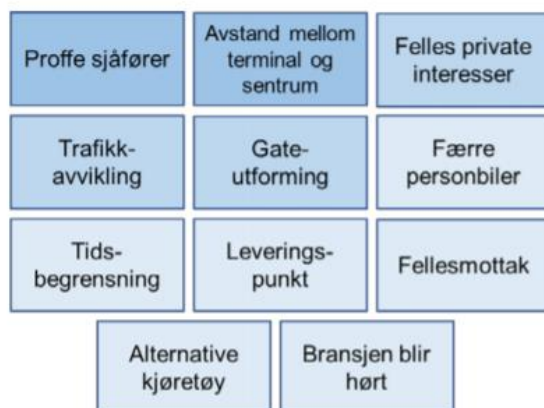 Proffe sjåfører
Avstand mellom
terminal og
sentrum
Felles private
interesser
Trafikk-
avvikling
Gate-
utforming
Færre
personbiler
Tids-
begrensning
Leverings-
punkt
Fellesmottak
Alternative
kjøretøy
Bransjen blir
hørt